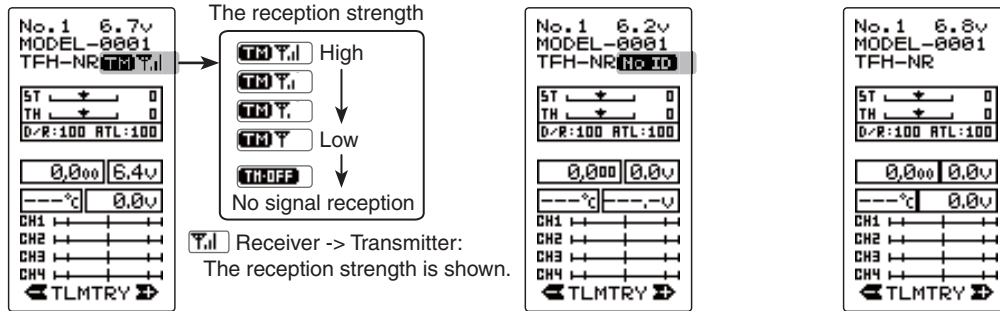 No.1 6.7v
MODEL-0001
TFH-NR TM
ST 0
TH 0
D/R:100 ATL:100
0,000 6.4v
---°C 0.0v
CH1
CH2
CH3
CH4
TLMTRY
The reception strength
TM High
TM
TM
TM Low
TM-OFF
No signal reception
Receiver -> Transmitter:
The reception strength is shown.
No.1 6.2v
MODEL-0001
TFH-NR No ID
ST 0
TH 0
D/R:100 ATL:100
0,000 0.0v
---°C ---.-v
CH1
CH2
CH3
CH4
TLMTRY
No.1 6.8v
MODEL-0001
TFH-NR
ST 0
TH 0
D/R:100 ATL:100
0,000 0.0v
---°C 0.0v
CH1
CH2
CH3
CH4
TLMTRY